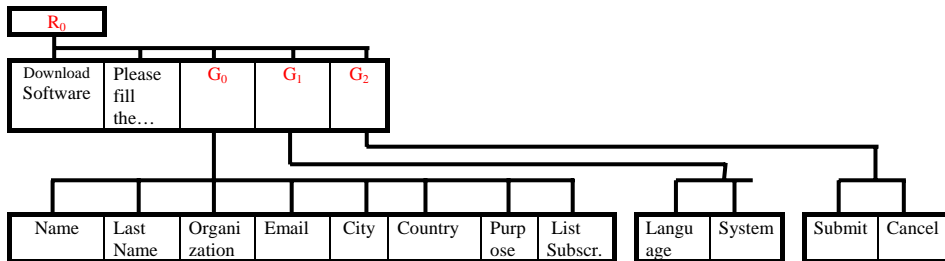 R₀
Download
Software
Please
fill
the…
G₀
G₁
G₂
Name
Last
Name
Organi
zation
Email
City
Country
Purp
ose
List
Subscr.
Langu
age
System
Submit
Cancel